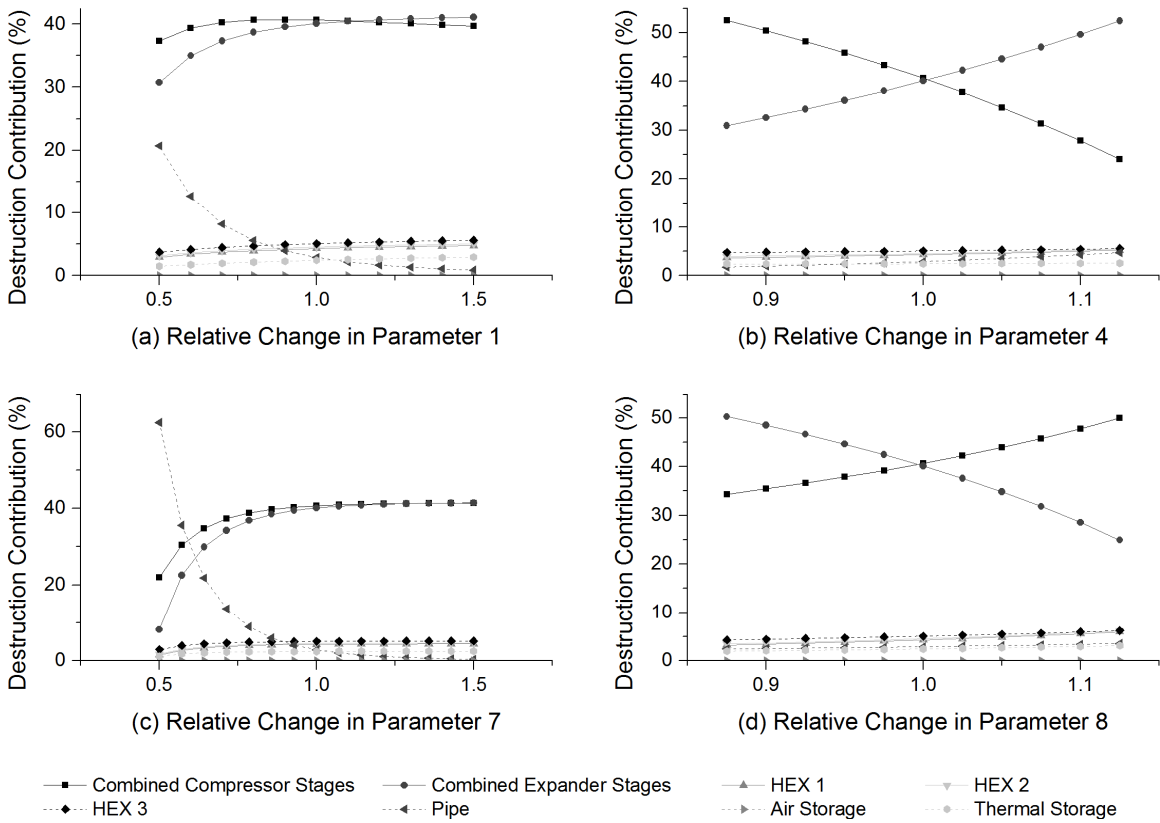 Destruction Contribution (%)
40
30
20
10
0
0.5
1.0
1.5
(a) Relative Change in Parameter 1
Destruction Contribution (%)
50
40
30
20
10
0
0.9
1.0
1.1
(b) Relative Change in Parameter 4
Destruction Contribution (%)
60
40
20
0
0.5
1.0
1.5
(c) Relative Change in Parameter 7
Destruction Contribution (%)
50
40
30
20
10
0
0.9
1.0
1.1
(d) Relative Change in Parameter 8
Combined Compressor Stages
Combined Expander Stages
HEX 1
HEX 2
HEX 3
Pipe
Air Storage
Thermal Storage